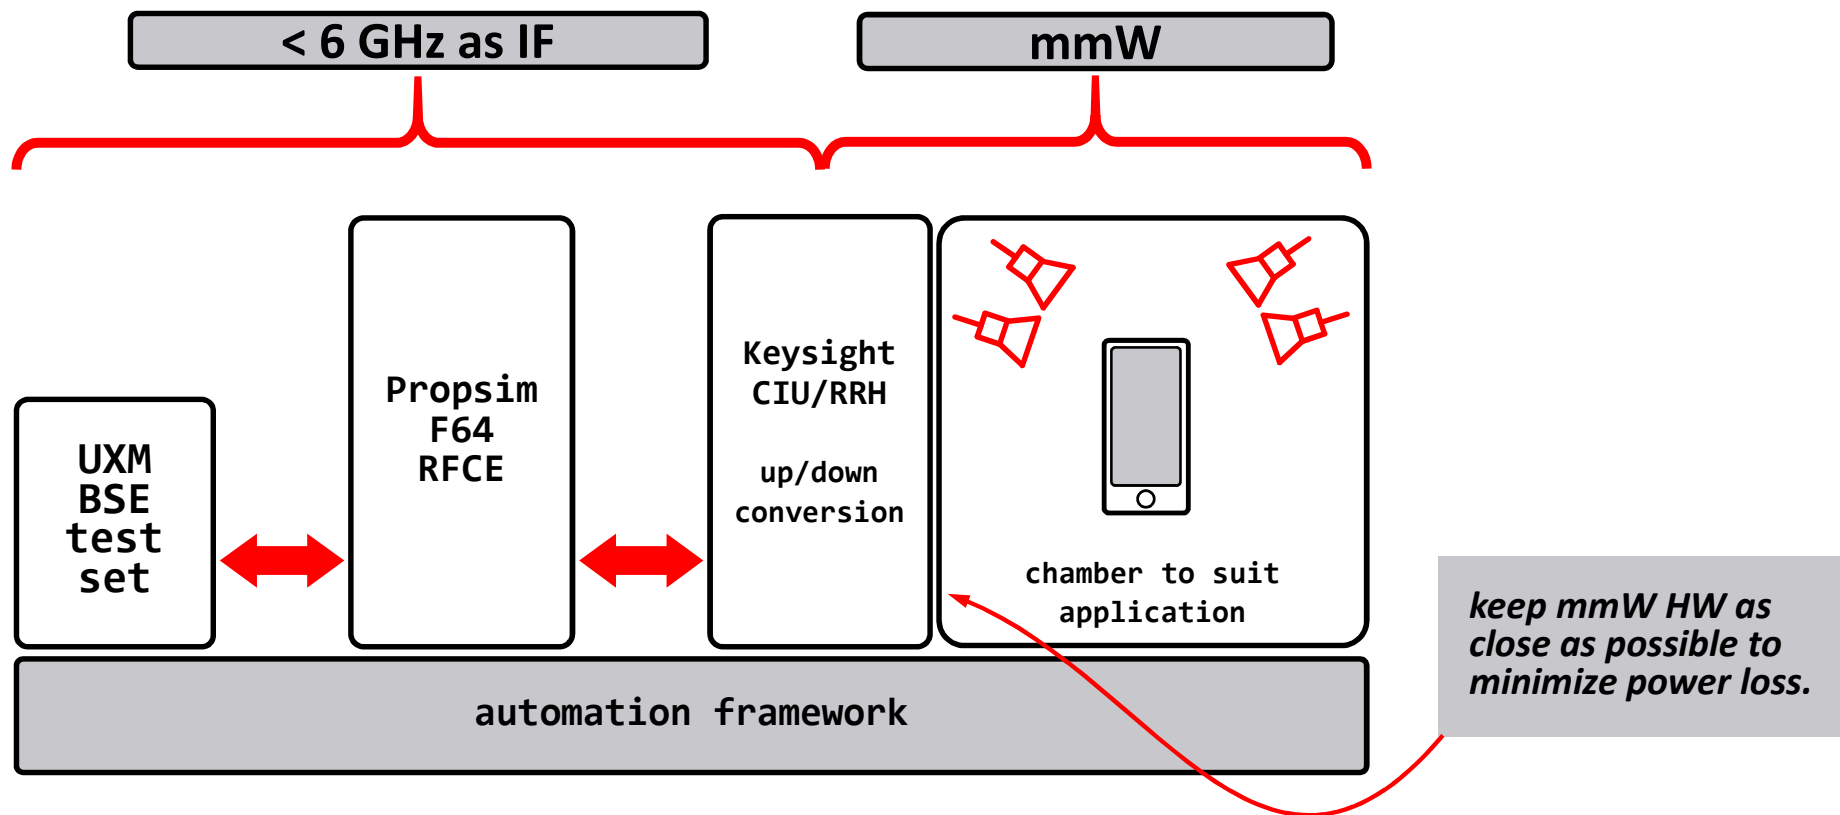 < 6 GHz as IF
mmW
UXM
BSE
test
set
Propsim
F64
RFCE
Keysight
CIU/RRH
up/down
conversion
chamber to suit
application
keep mmW HW as
close as possible to
minimize power loss.
automation framework